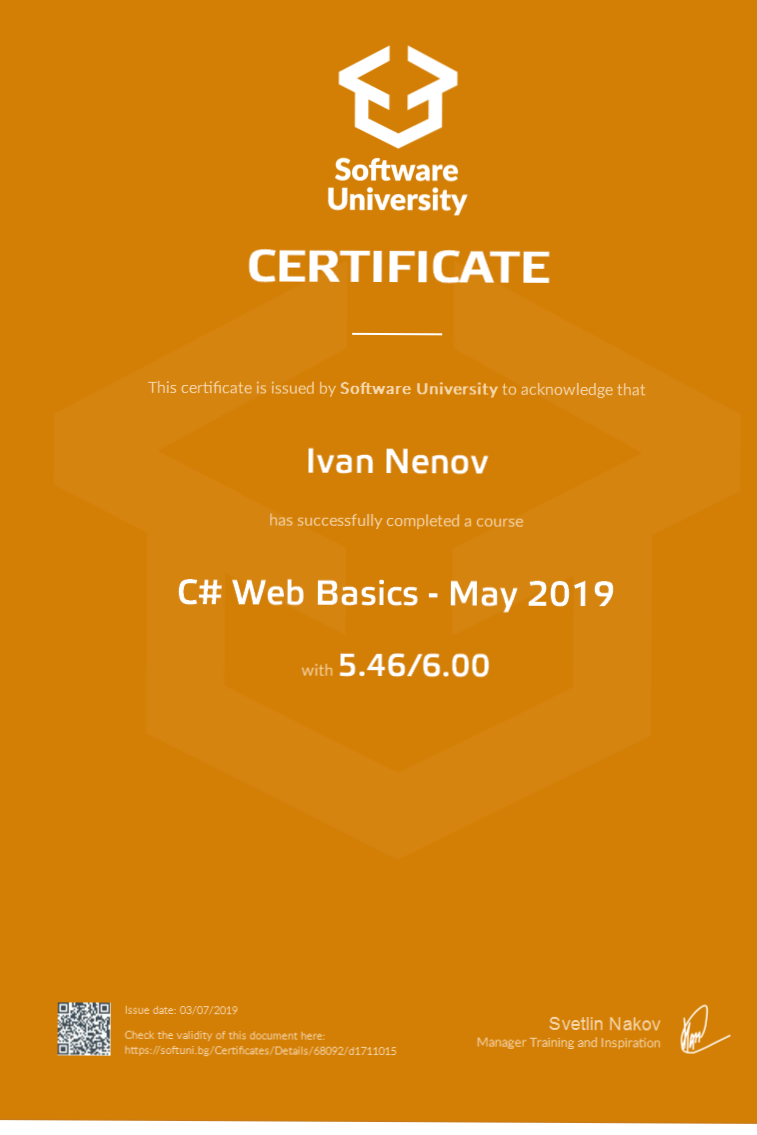 Software
University
CERTIFICATE
This certificate is issued by Software University to acknowledge that
Ivan Nenov
has successfully completed a course
C# Web Basics - May 2019
with 5.46/6.00
Issue date: 03/07/2019
Check the validity of this document here:
https://softuni.bg/Certificates/Details/68092/d1711015
Svetlin Nakov
Manager Training and Inspiration